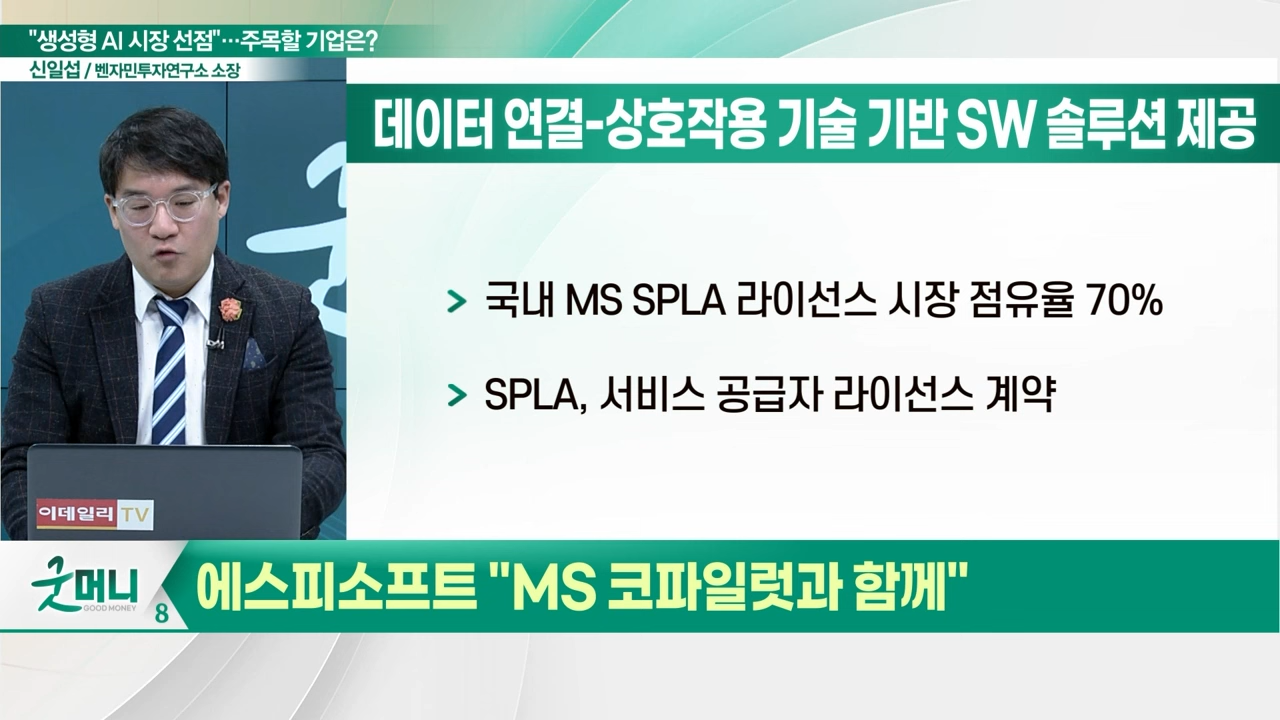 "생성형 AI 시장 선점"…주목할 기업은?
신일섭 / 벤자민투자연구소 소장
데이터 연결-상호작용 기술 기반 SW 솔루션 제공
> 국내 MS SPLA 라이선스 시장 점유율 70%
> SPLA, 서비스 공급자 라이선스 계약
이데일리 TV
굿머니
GOOD MONEY
8
에스피소프트 "MS 코파일럿과 함께"